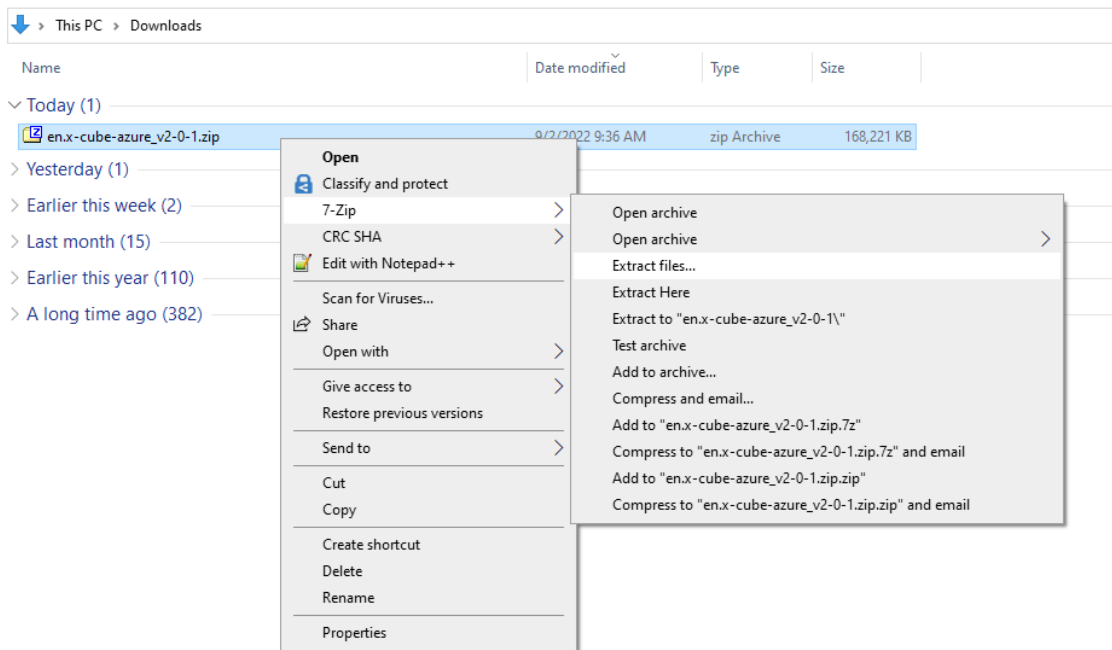 This PC > Downloads
Name Date modified Type Size
Today (1)
en.x-cube-azure_v2-0-1.zip 9/2/2022 9:36 AM zip Archive 168,221 KB
Yesterday (1)
Earlier this week (2)
Last month (15)
Earlier this year (110)
A long time ago (382)
Open
Classify and protect
7-Zip
CRC SHA
Edit with Notepad++
Scan for Viruses...
Share
Open with
Give access to
Restore previous versions
Send to
Cut
Copy
Create shortcut
Delete
Rename
Properties
Open archive
Open archive
Extract files...
Extract Here
Extract to "en.x-cube-azure_v2-0-1\"
Test archive
Add to archive...
Compress and email...
Add to "en.x-cube-azure_v2-0-1.zip.7z"
Compress to "en.x-cube-azure_v2-0-1.zip.7z" and email
Add to "en.x-cube-azure_v2-0-1.zip.zip"
Compress to "en.x-cube-azure_v2-0-1.zip.zip" and email